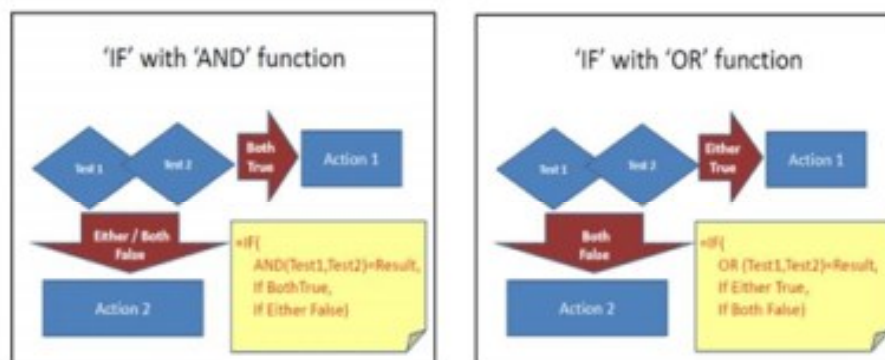 'IF' with 'AND' function
Test 1
Test 2
Both
True
Action 1
Either / Both
False
Action 2
=IF(
AND(Test1,Test2)=Result,
If BothTrue,
If Either False)
'IF' with 'OR' function
Test 1
Test 2
Either
True
Action 1
Both
False
Action 2
=IF(
OR (Test1,Test2)=Result,
If Either True,
If Both False)